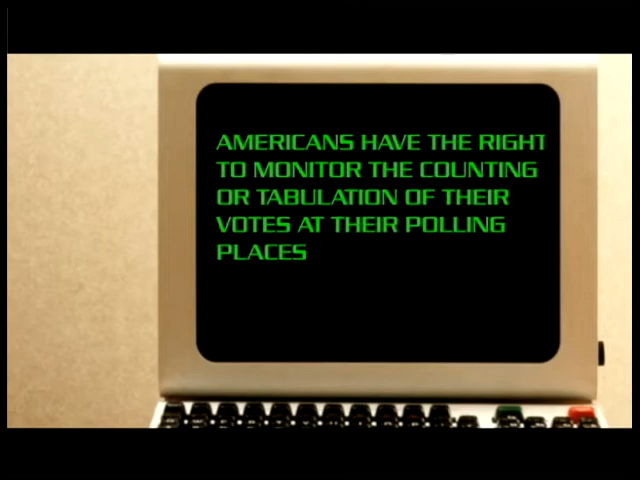 AMERICANS HAVE THE RIGHT
TO MONITOR THE COUNTING
OR TABULATION OF THEIR
VOTES AT THEIR POLLING
PLACES